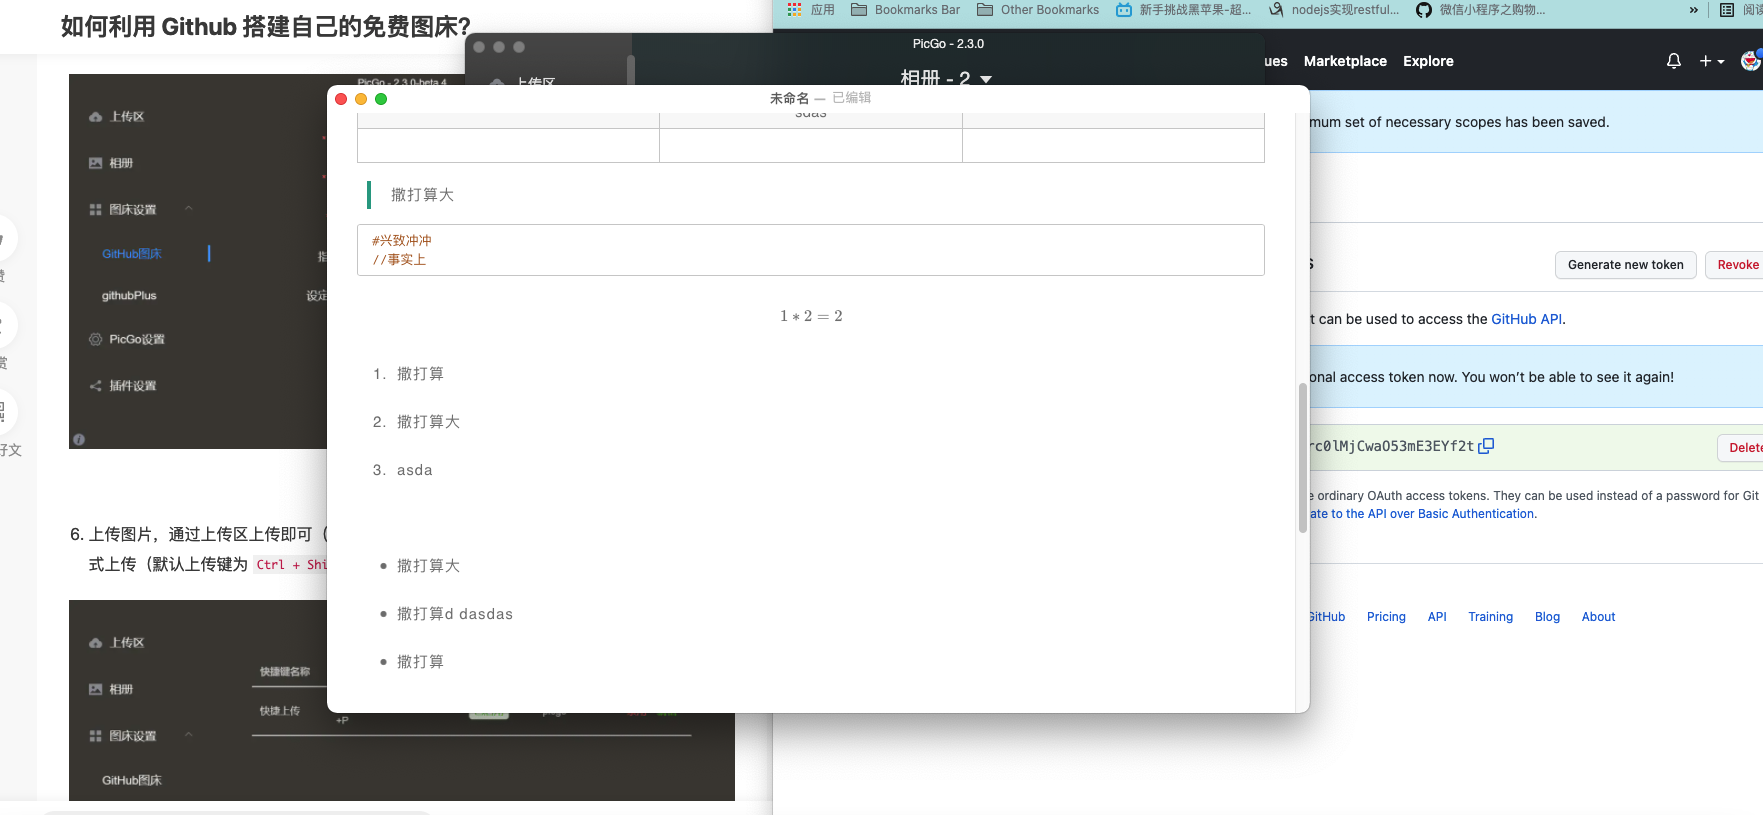 如何利用 Github 搭建自己的免费图床？
PicGo - 2.3.0-beta.4
上传区
相册
图床设置
GitHub图床
githubPlus
设定
PicGo设置
插件设置
好文
6. 上传图片，通过上传区上传即可（
式上传（默认上传键为 Ctrl + Shi
上传区
相册
图床设置
GitHub图床
快捷键名称
快捷上传
+P
PicGo - 2.3.0
上传区
相册 - 2
未命名 — 已编辑
sdas
撒打算大
#兴致冲冲
//事实上
1 * 2 = 2
1. 撒打算
2. 撒打算大
3. asda
• 撒打算大
• 撒打算d dasdas
• 撒打算
应用
Bookmarks Bar
Other Bookmarks
新手挑战黑苹果-超...
nodejs实现restful...
微信小程序之购物...
»
ues Marketplace Explore
mum set of necessary scopes has been saved.
s
Generate new token
Revoke
t can be used to access the GitHub API.
onal access token now. You won't be able to see it again!
rc0lMjCwaO53mE3EYf2t
Delete
e ordinary OAuth access tokens. They can be used instead of a password for Git
ate to the API over Basic Authentication.
GitHub Pricing API Training Blog About